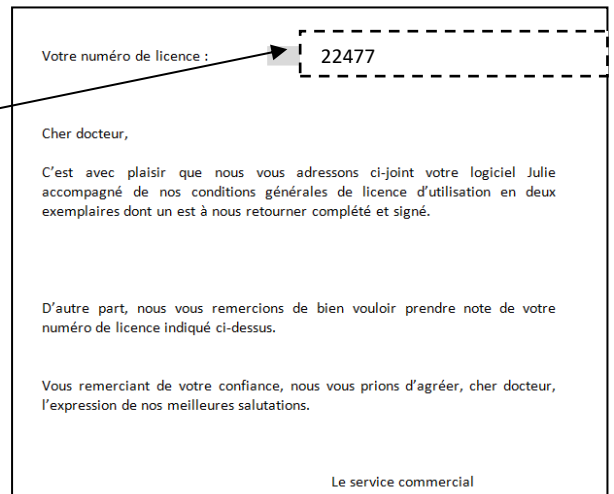 Votre numéro de licence : 22477
Cher docteur,
C'est avec plaisir que nous vous adressons ci-joint votre logiciel Julie
accompagné de nos conditions générales de licence d'utilisation en deux
exemplaires dont un est à nous retourner complété et signé.
D'autre part, nous vous remercions de bien vouloir prendre note de votre
numéro de licence indiqué ci-dessus.
Vous remerciant de votre confiance, nous vous prions d'agréer, cher docteur,
l'expression de nos meilleures salutations.
Le service commercial